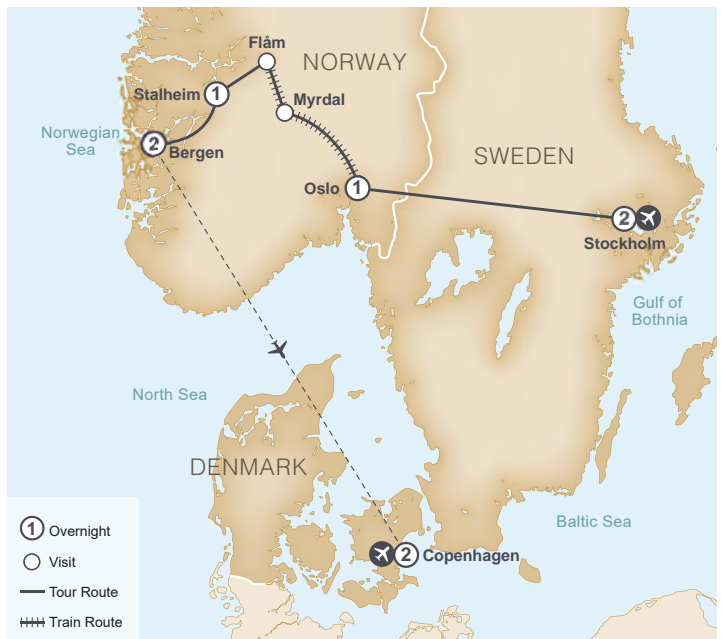 Flåm
NORWAY
Stalheim
1
Myrdal
Norwegian
Sea
2
Bergen
SWEDEN
Oslo
1
2
Stockholm
Gulf of
Bothnia
North Sea
DENMARK
Baltic Sea
2
Copenhagen
1 Overnight
Visit
Tour Route
Train Route